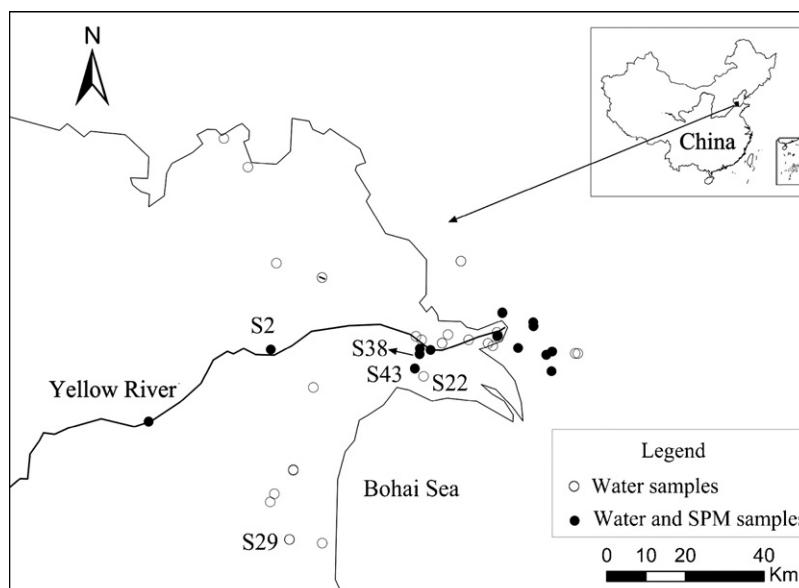 N
China
S2
S38
S43
S22
Yellow River
Bohai Sea
S29
Legend
Water samples
Water and SPM samples
0 10 20 40
Km